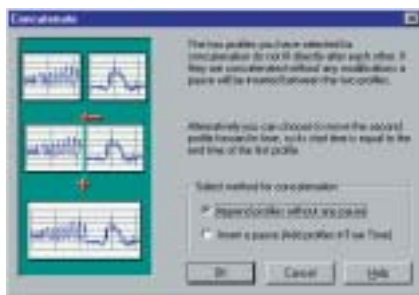 Concatenate
The two profiles you have selected for
concatenation do not fit directly after each other. If
they are concatenated without any modifications a
pause will be inserted between the two profiles.
Alternatively you can choose to move the second
profile forward in time, so its start time is equal to the
end time of the first profile.
Select method for concatenation
Append profiles without any pause
Insert a pause (Add profiles in True Time)
OK
Cancel
Help